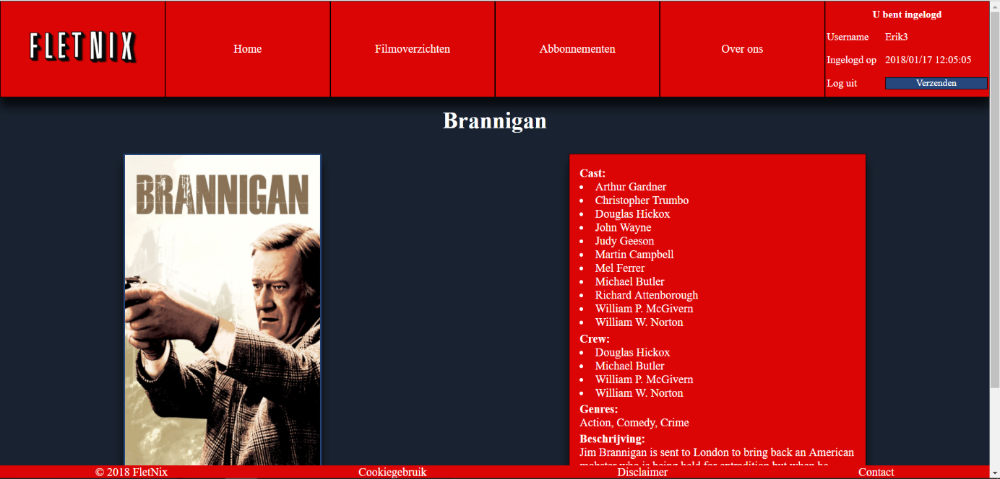 FLETNIX
Home
Filmoverzichten
Abbonnementen
Over ons
U bent ingelogd
Username Erik3
Ingelogd op 2018/01/17 12:05:05
Log uit Verzenden
Brannigan
BRANNIGAN
Cast:
Arthur Gardner
Christopher Trumbo
Douglas Hickox
John Wayne
Judy Geeson
Martin Campbell
Mel Ferrer
Michael Butler
Richard Attenborough
William P. McGivern
William W. Norton
Crew:
Douglas Hickox
Michael Butler
William P. McGivern
William W. Norton
Genres:
Action, Comedy, Crime
Beschrijving:
Jim Brannigan is sent to London to bring back an American
mobster who is being held for extradition but when he
© 2018 FletNix
Cookiegebruik
Disclaimer
Contact